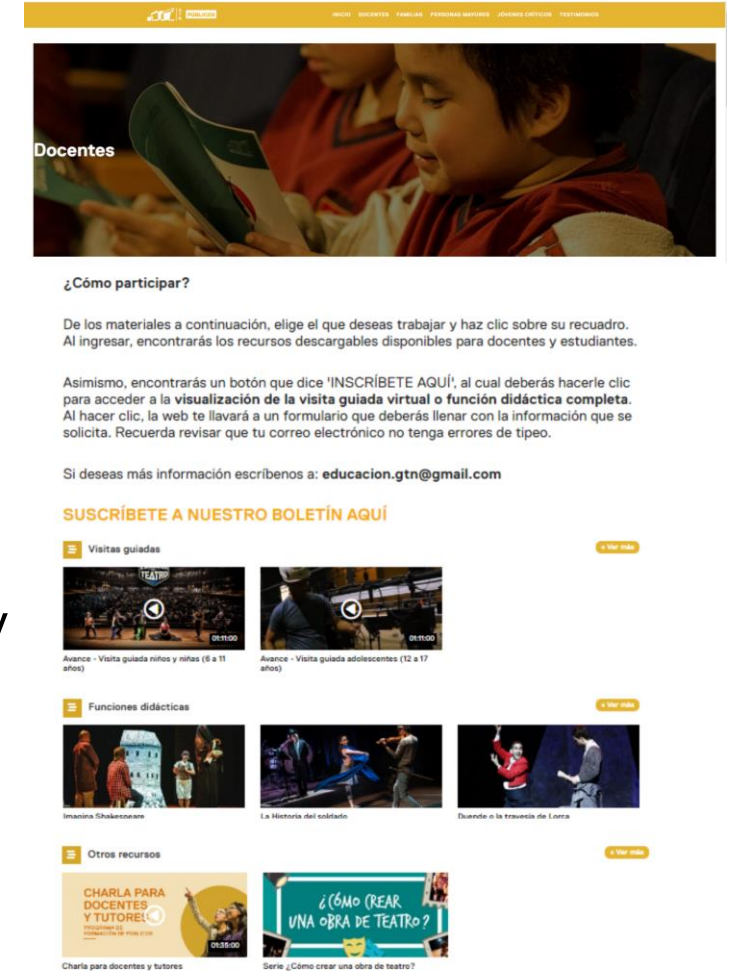 PÚBLICOS
INICIO DOCENTES FAMILIAS PERSONAS MAYORES JÓVENES CRÍTICOS TESTIMONIOS
Docentes
¿Cómo participar?
De los materiales a continuación, elige el que deseas trabajar y haz clic sobre su recuadro.
Al ingresar, encontrarás los recursos descargables disponibles para docentes y estudiantes.
Asimismo, encontrarás un botón que dice 'INSCRÍBETE AQUÍ', al cual deberás hacerle clic
para acceder a la visualización de la visita guiada virtual o función didáctica completa.
Al hacer clic, la web te llavará a un formulario que deberás llenar con la información que se
solicita. Recuerda revisar que tu correo electrónico no tenga errores de tipeo.
Si deseas más información escríbenos a: educacion.gtn@gmail.com
SUSCRÍBETE A NUESTRO BOLETÍN AQUÍ
Visitas guiadas
+ Ver más
TEATRO
01:11:00
01:11:00
Avance - Visita guiada niños y niñas (6 a 11
años)
Avance - Visita guiada adolescentes (12 a 17
años)
y
Funciones didácticas
+ Ver más
Imagina Shakespeare
La Historia del soldado
Duende o la travesía de Lorca
Otros recursos
+ Ver más
CHARLA PARA
DOCENTES
Y TUTORES
PROGRAMA DE
FORMACIÓN DE PÚBLICOS
01:35:00
¿CÓMO CREAR
UNA OBRA DE TEATRO?
Charla para docentes y tutores
Serie ¿Cómo crear una obra de teatro?